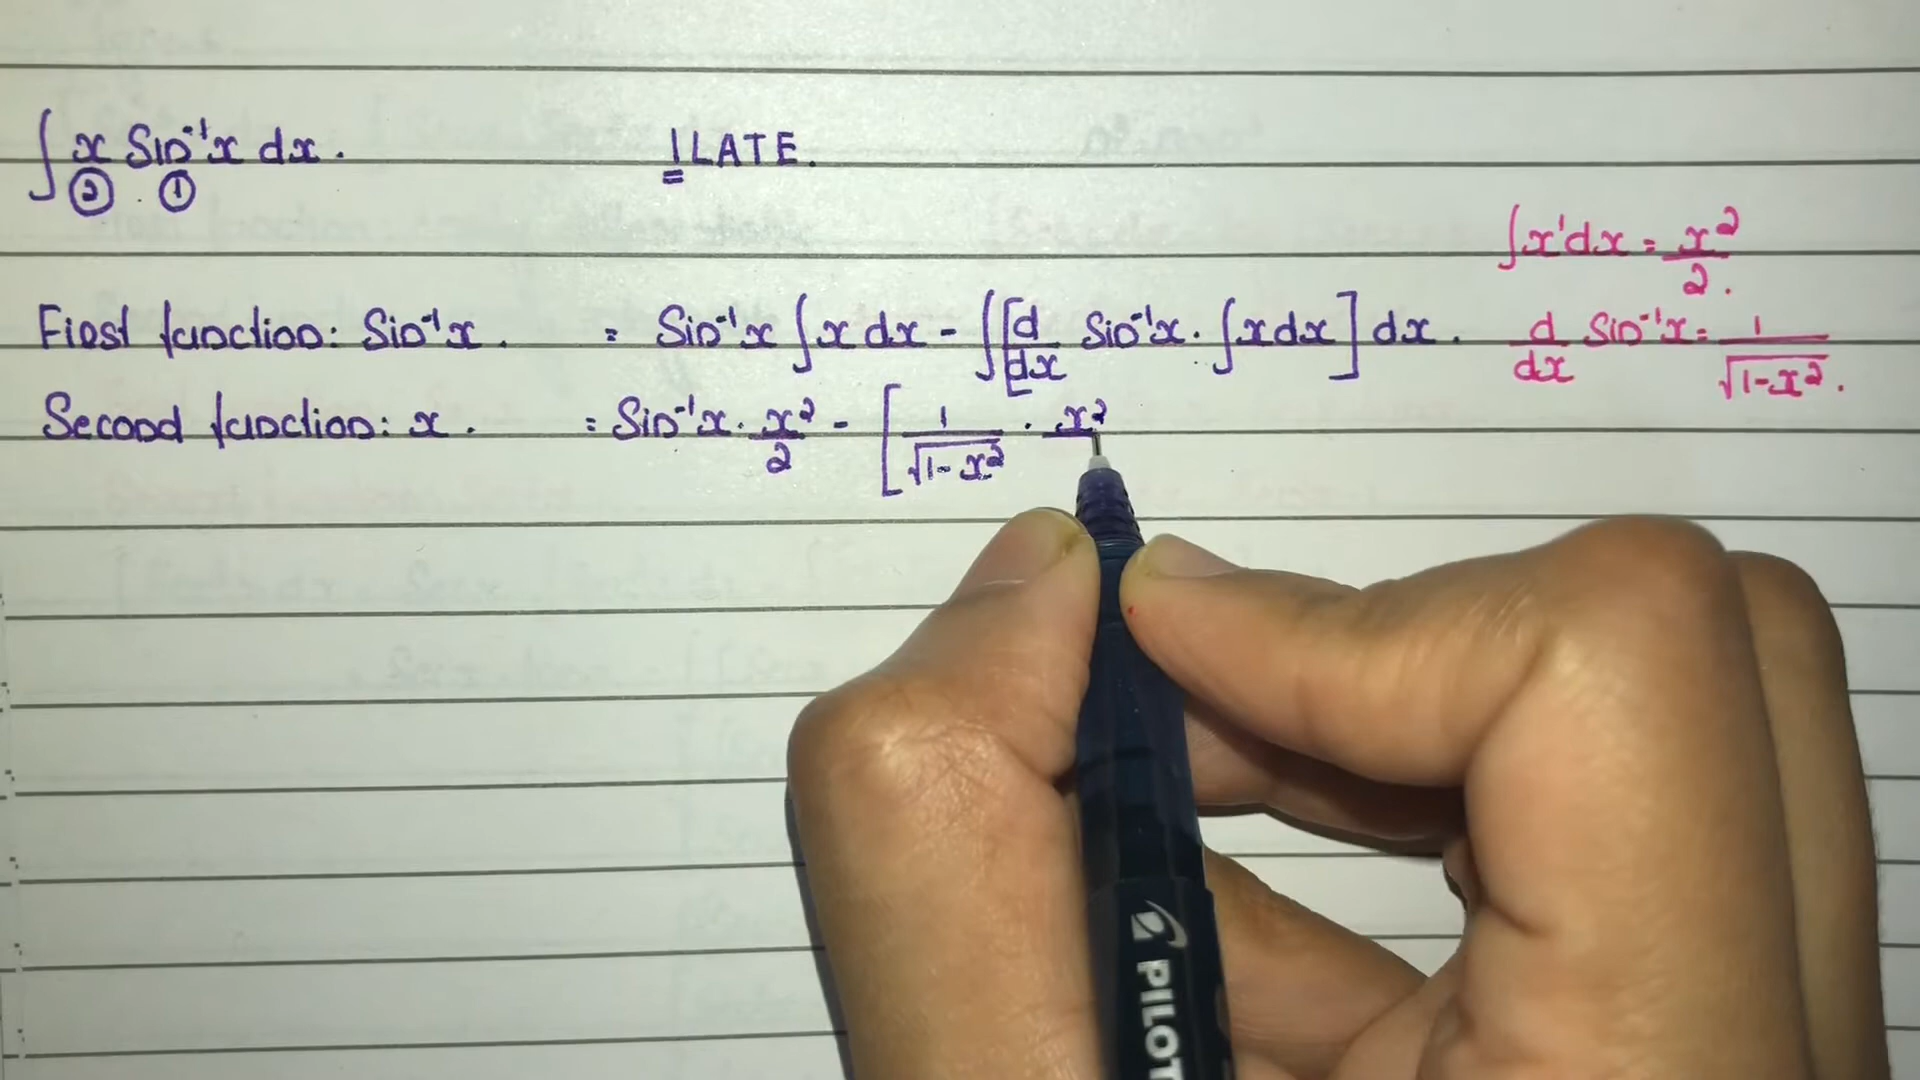 ∫ x Sin⁻¹x dx. ILATE.
② . ①
∫x¹dx = x²/2.
First function: Sin⁻¹x. = Sin⁻¹x ∫x dx - ∫[d/dx Sin⁻¹x. ∫xdx] dx. d/dx Sin⁻¹x = 1/√1-x².
Second function: x. = Sin⁻¹x. x²/2 - [1/√1-x² . x²
PILOT